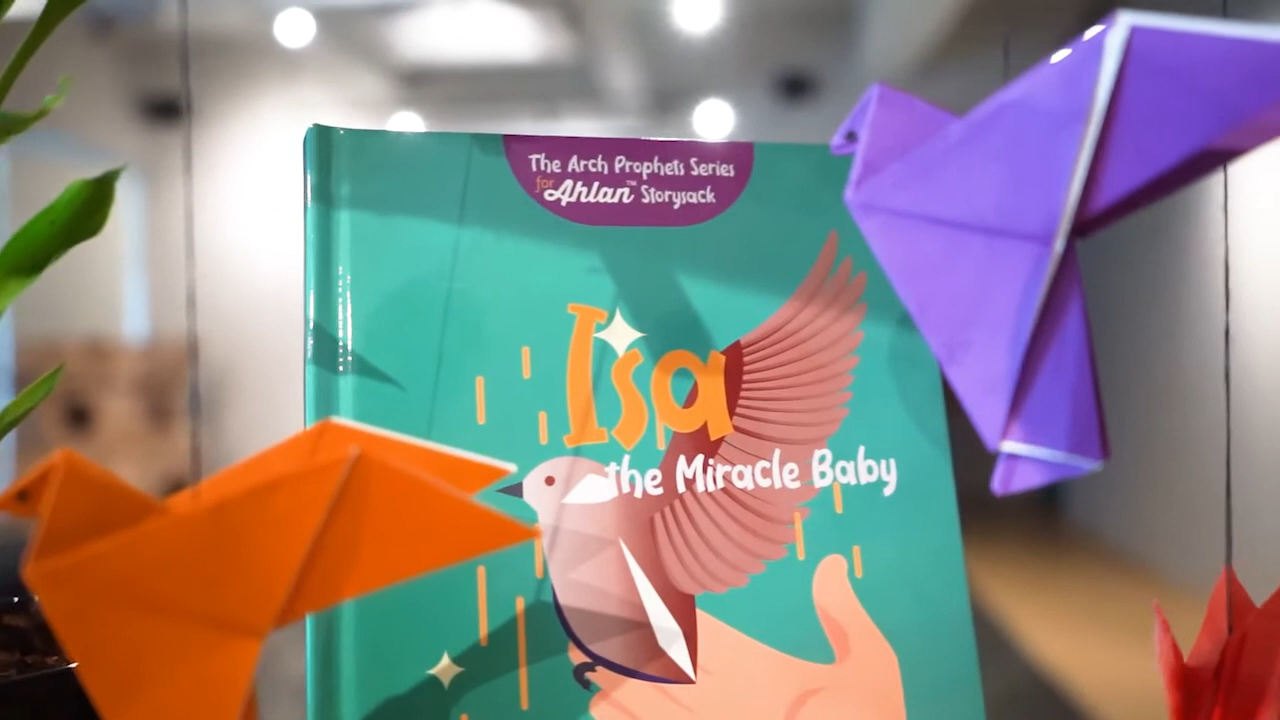 The Arch Prophets Series
for Ahlan™ Storysack
Isa
the Miracle Baby